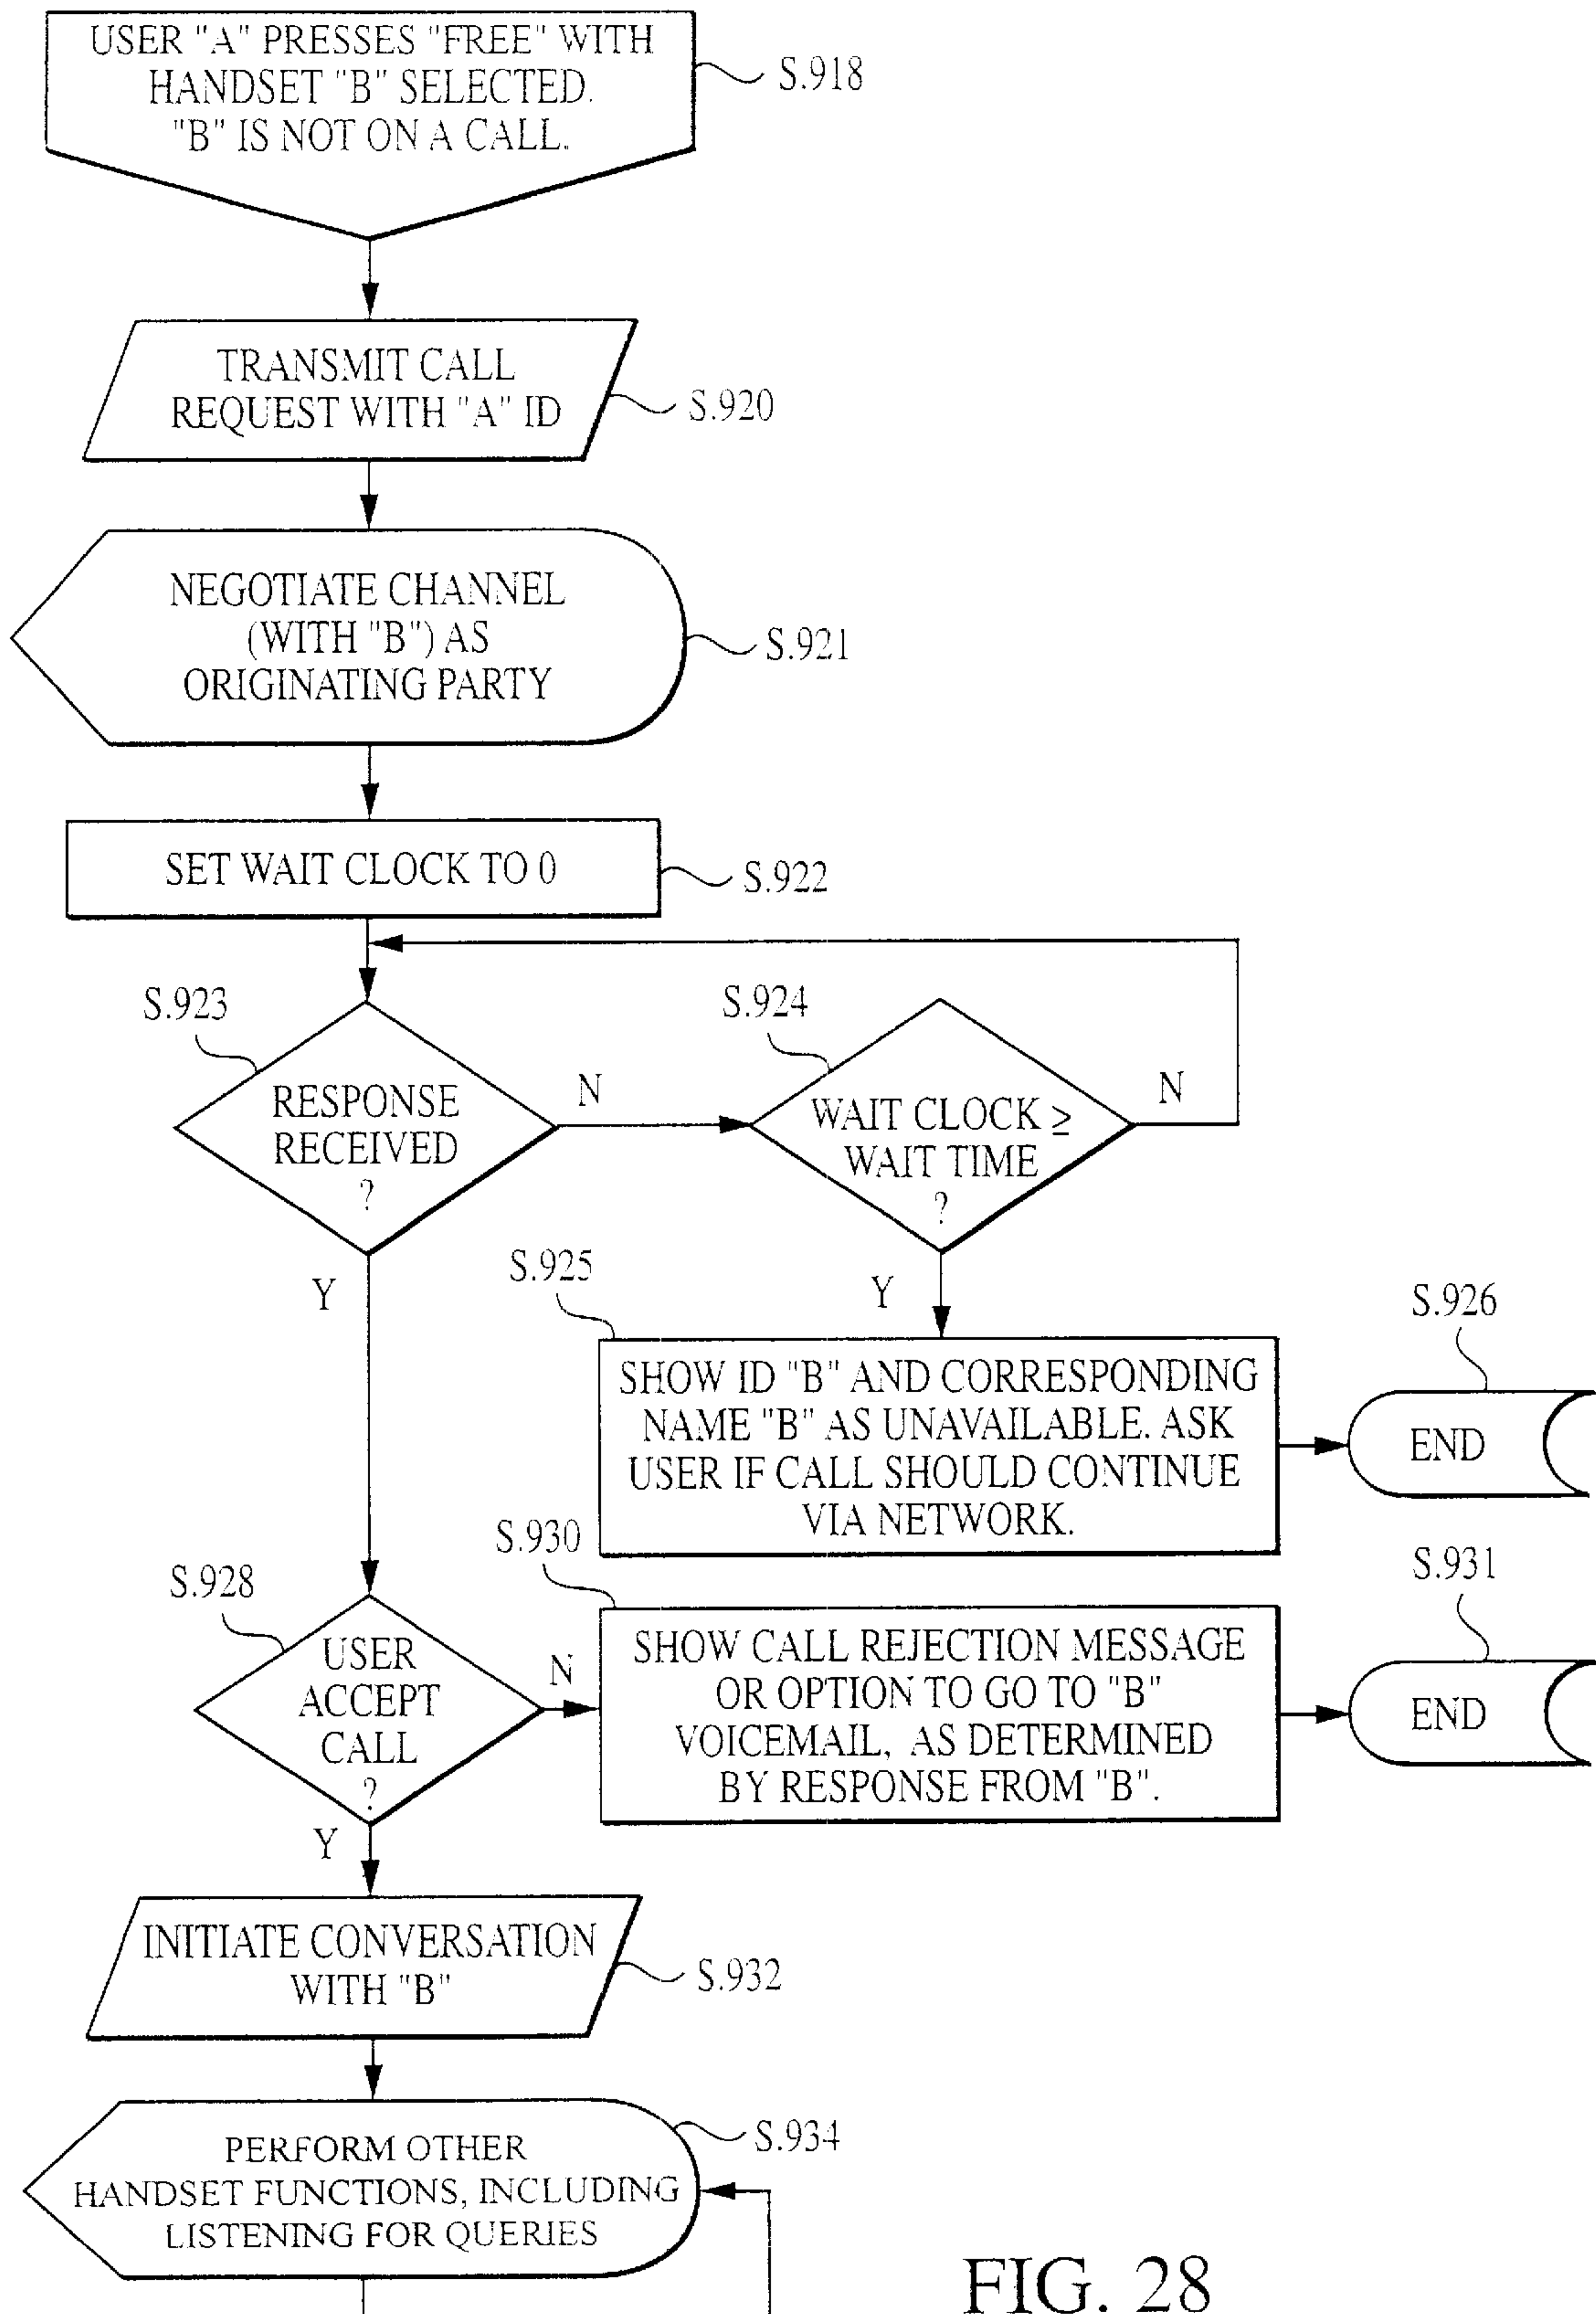 USER "A" PRESSES "FREE" WITH
HANDSET "B" SELECTED.
"B" IS NOT ON A CALL.
S.918
TRANSMIT CALL
REQUEST WITH "A" ID
S.920
NEGOTIATE CHANNEL
(WITH "B") AS
ORIGINATING PARTY
S.921
SET WAIT CLOCK TO 0
S.922
S.923
RESPONSE
RECEIVED
?
N
Y
S.924
WAIT CLOCK ≥
WAIT TIME
?
N
Y
S.925
SHOW ID "B" AND CORRESPONDING
NAME "B" AS UNAVAILABLE. ASK
USER IF CALL SHOULD CONTINUE
VIA NETWORK.
S.926
END
S.928
USER
ACCEPT
CALL
?
N
Y
S.930
SHOW CALL REJECTION MESSAGE
OR OPTION TO GO TO "B"
VOICEMAIL, AS DETERMINED
BY RESPONSE FROM "B".
S.931
END
INITIATE CONVERSATION
WITH "B"
S.932
PERFORM OTHER
HANDSET FUNCTIONS, INCLUDING
LISTENING FOR QUERIES
S.934
FIG. 28